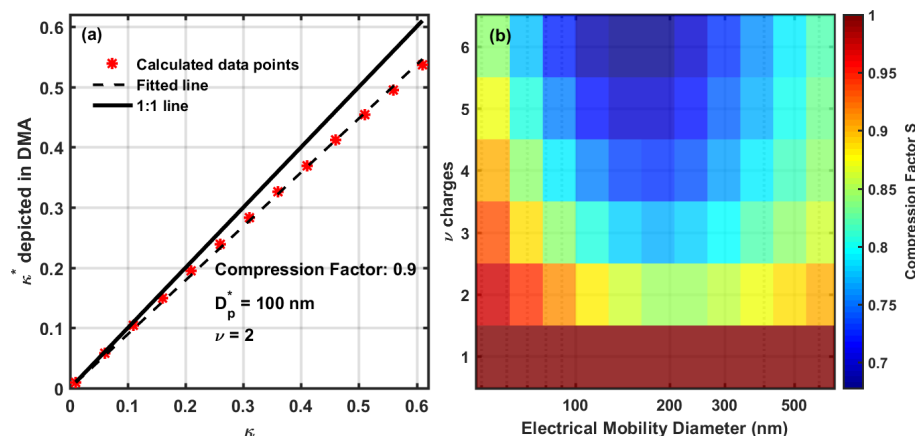 (a)
Calculated data points
Fitted line
1:1 line
Compression Factor: 0.9
D*p = 100 nm
ν = 2
0.6
0.5
0.4
0.3
0.2
0.1
0
0 0.1 0.2 0.3 0.4 0.5 0.6
κ* depicted in DMA
κ
(b)
6
5
4
3
2
1
100 200 300 500
ν charges
Electrical Mobility Diameter (nm)
1
0.95
0.9
0.85
0.8
0.75
0.7
Compression Factor S